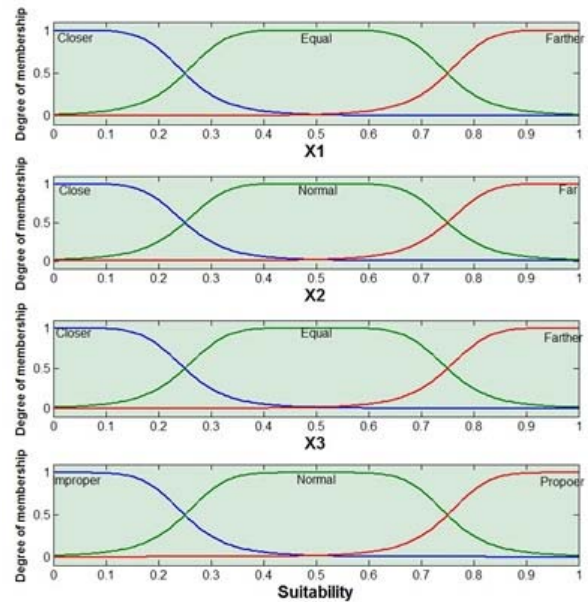 Degree of membership
1
0.5
0
Closer Equal Farther
0 0.1 0.2 0.3 0.4 0.5 0.6 0.7 0.8 0.9 1
X1
Degree of membership
1
0.5
0
Close Normal Far
0 0.1 0.2 0.3 0.4 0.5 0.6 0.7 0.8 0.9 1
X2
Degree of membership
1
0.5
0
Closer Equal Farther
0 0.1 0.2 0.3 0.4 0.5 0.6 0.7 0.8 0.9 1
X3
Degree of membership
1
0.5
0
mproper Normal Propoer
0 0.1 0.2 0.3 0.4 0.5 0.6 0.7 0.8 0.9 1
Suitability